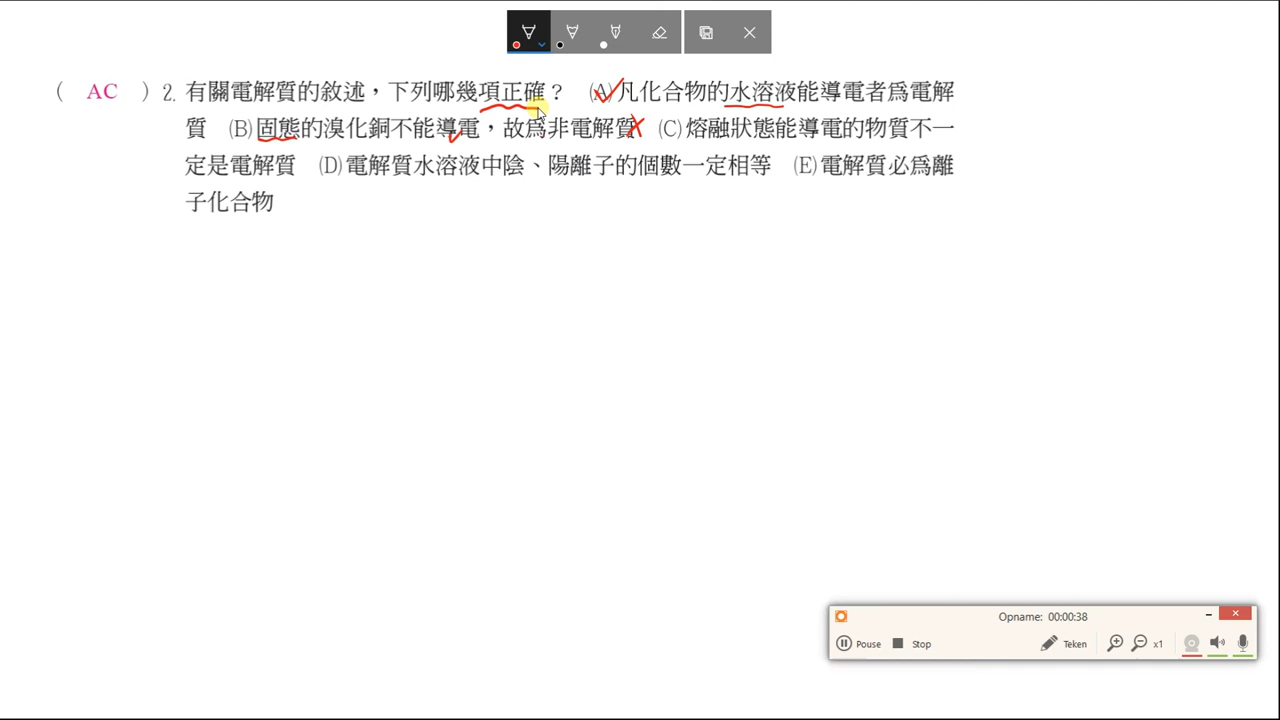 ( AC ) 2. 有關電解質的敘述，下列哪幾項正確？ (A)凡化合物的水溶液能導電者爲電解
質 (B)固態的溴化銅不能導電，故爲非電解質 (C)熔融狀態能導電的物質不一
定是電解質 (D)電解質水溶液中陰、陽離子的個數一定相等 (E)電解質必爲離
子化合物
Opname: 00:00:38
Pause Stop Teken x1